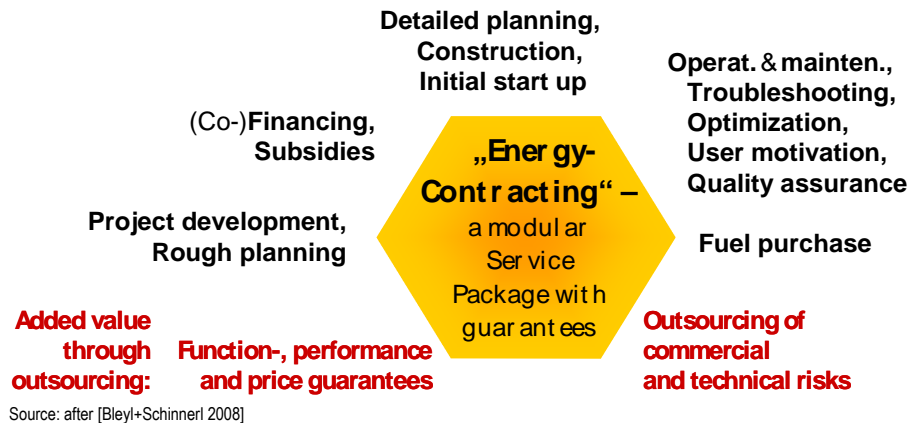 Detailed planning,
Construction,
Initial start up
Operat. & mainten.,
Troubleshooting,
Optimization,
User motivation,
Quality assurance
(Co-)Financing,
Subsidies
„Energy-
Contracting“ –
a modular
Service
Package with
guarantees
Project development,
Rough planning
Fuel purchase
Added value
through
outsourcing:
Function-, performance
and price guarantees
Outsourcing of
commercial
and technical risks
Source: after [Bleyl+Schinnerl 2008]